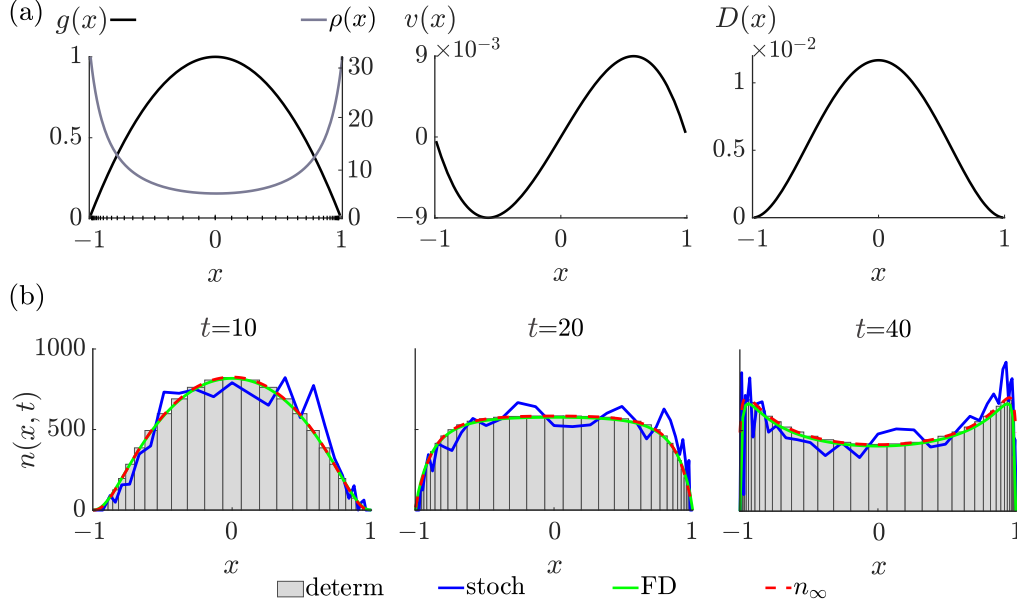 (a)
g(x) ρ(x) v(x) D(x)
1 30 9 ×10⁻³ 1 ×10⁻²
0.5 20 0 0.5
10
0 0 −9 0
−1 0 1 −1 0 1 −1 0 1
x x x
(b)
t=10 t=20 t=40
1000
n(x, t) 500
0
−1 0 1 −1 0 1 −1 0 1
x x x
determ stoch FD n∞